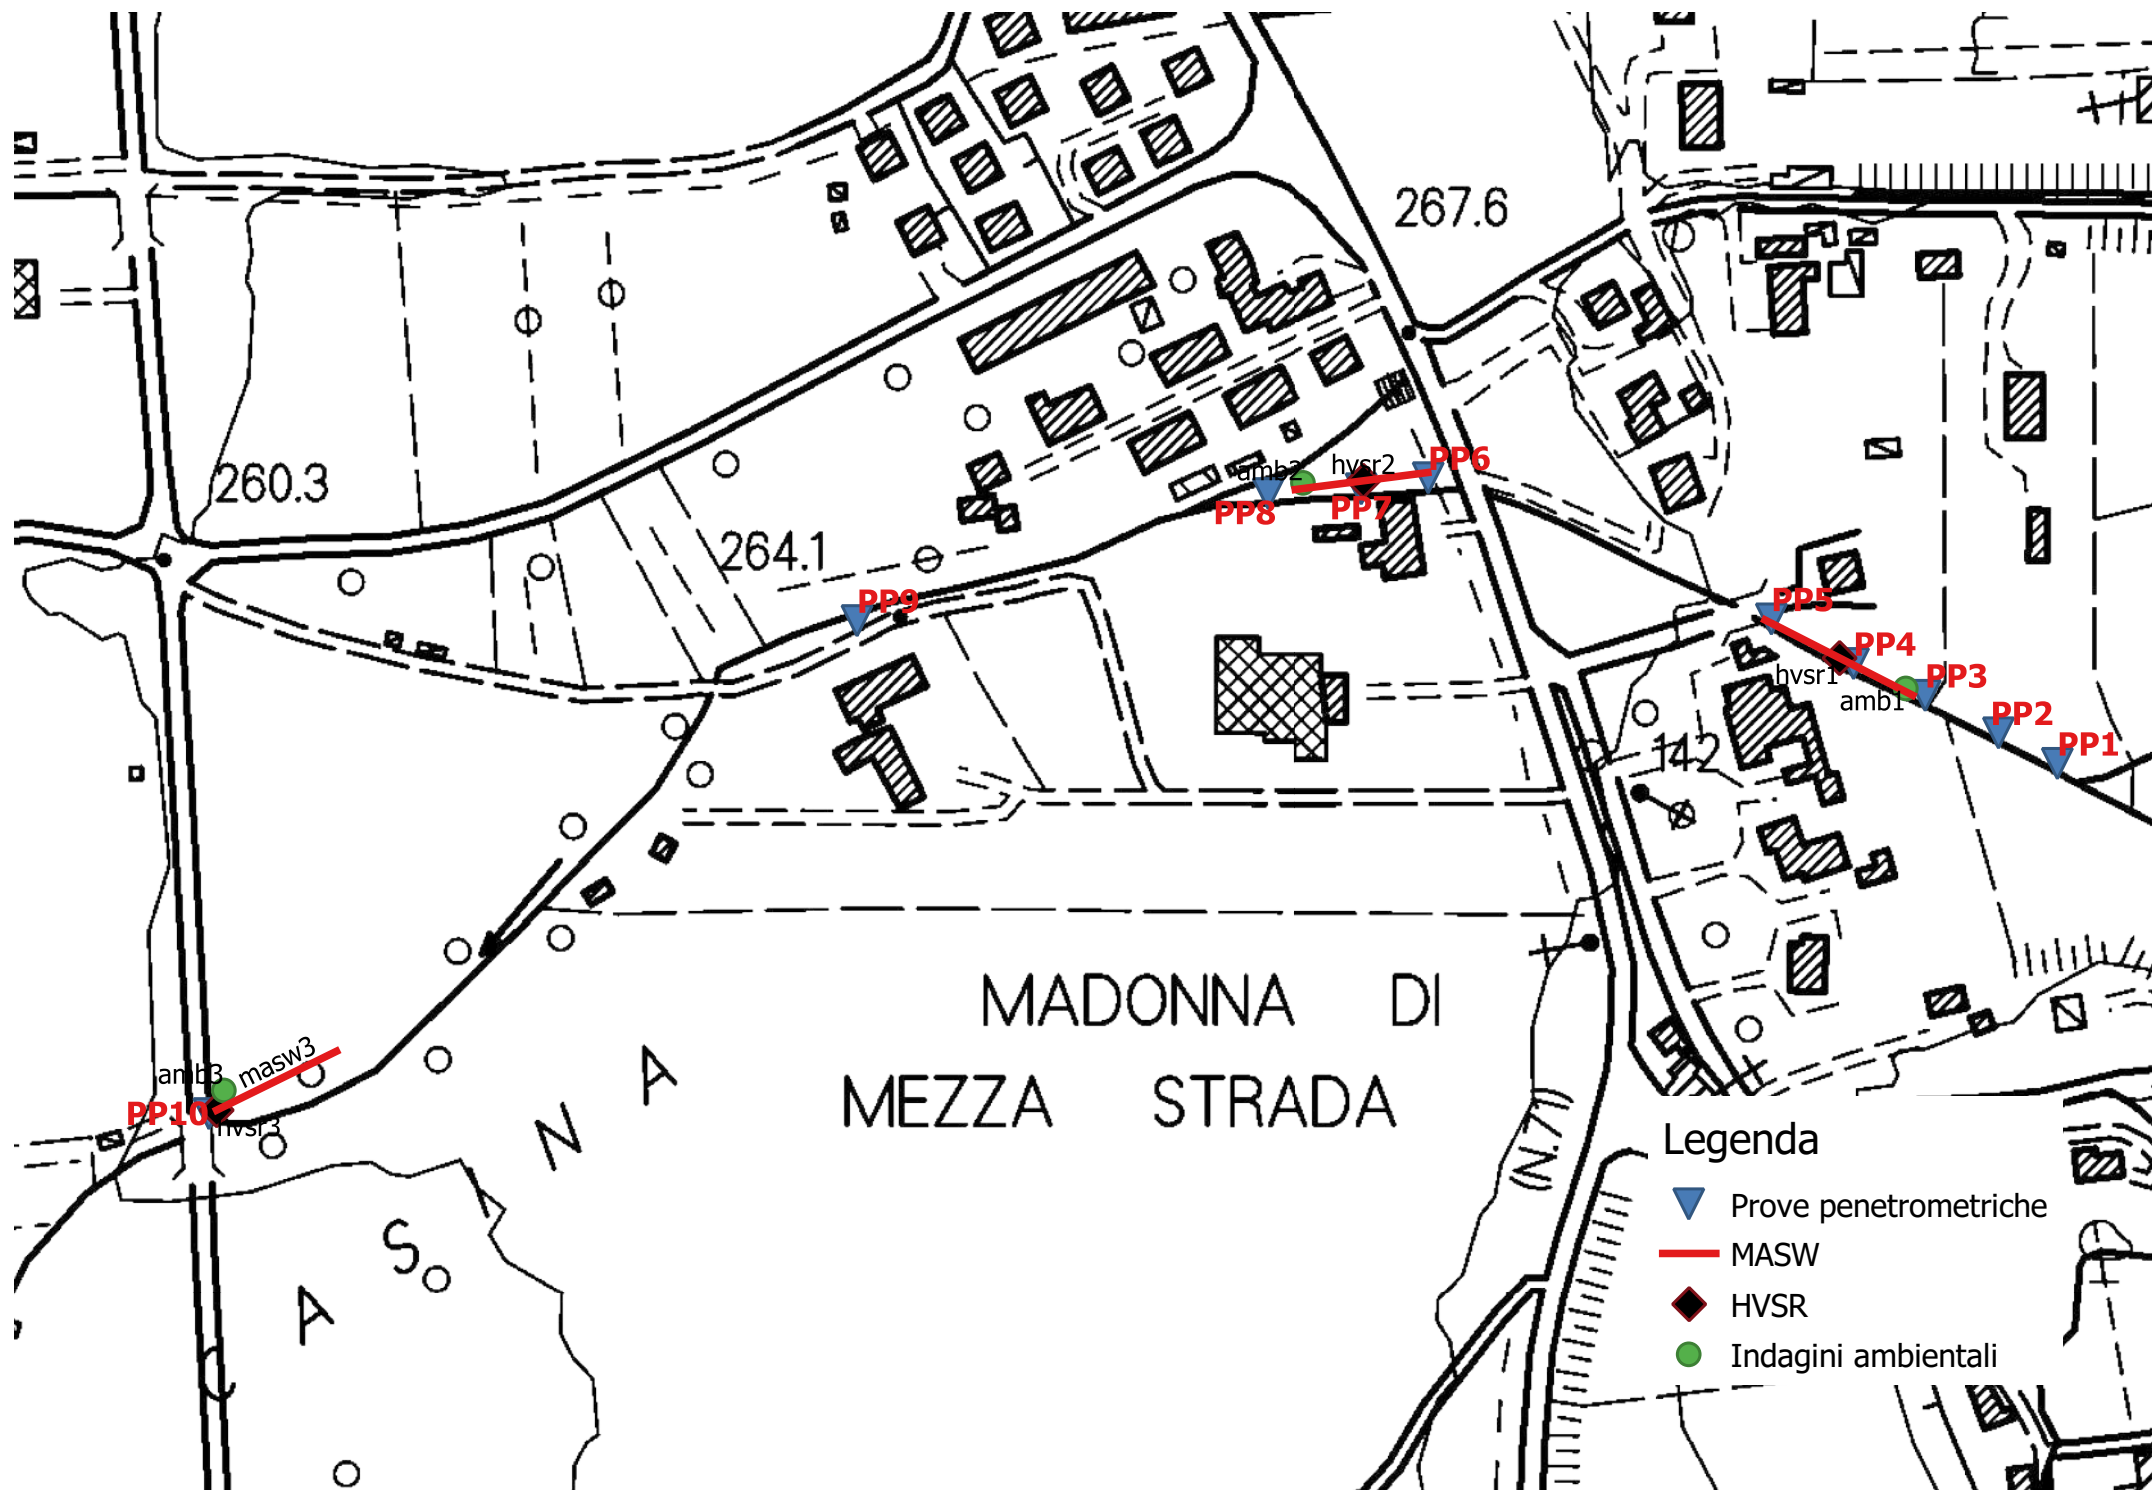 267.6
260.3
hvsr2
PP6
amb2
PP8
PP7
264.1
PP9
PP5
PP4
hvsr1
PP3
amb1
PP2
PP1
142
MADONNA DI
MEZZA STRADA
masw3
amb3
PP10
hvsr3
A S I N A
(N.7)
Legenda
Prove penetrometriche
MASW
HVSR
Indagini ambientali